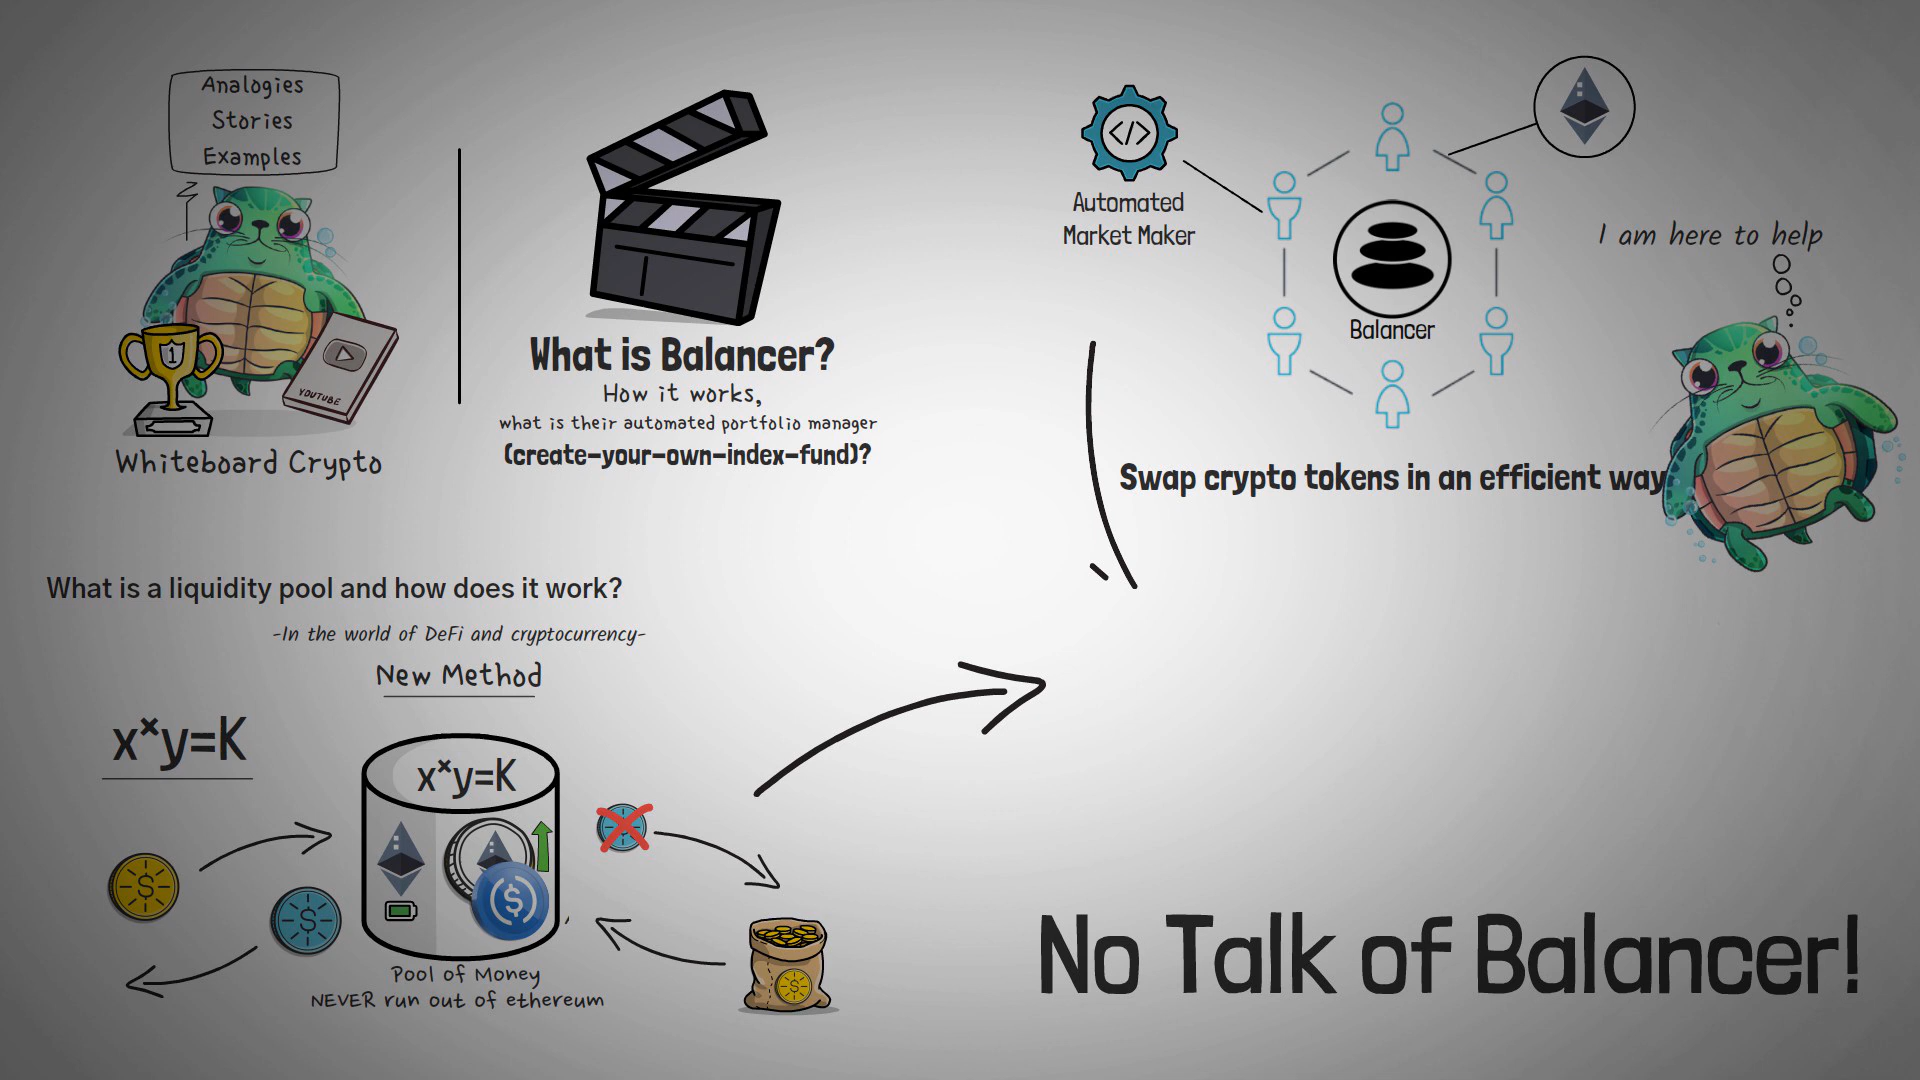 Analogies
Stories
Examples
1
YOUTUBE
Whiteboard Crypto
What is Balancer?
How it works,
what is their automated portfolio manager
(create-your-own-index-fund)?
</>
Automated
Market Maker
Balancer
I am here to help
Swap crypto tokens in an efficient way
What is a liquidity pool and how does it work?
-In the world of DeFi and cryptocurrency-
New Method
x*y=K
x*y=K
$
$
$
$
Pool of Money
NEVER run out of ethereum
No Talk of Balancer!